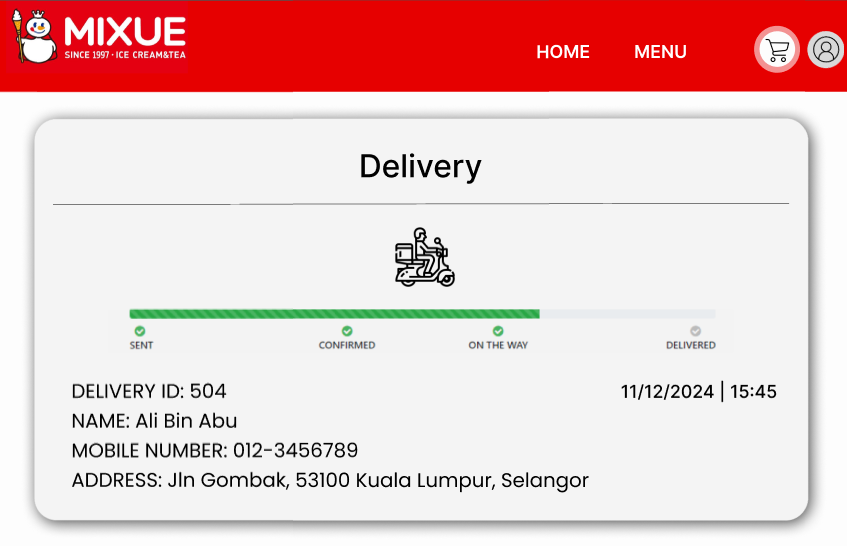 MIXUE
SINCE 1997 · ICE CREAM&TEA
HOME MENU
Delivery
SENT CONFIRMED ON THE WAY DELIVERED
DELIVERY ID: 504 11/12/2024 | 15:45
NAME: Ali Bin Abu
MOBILE NUMBER: 012-3456789
ADDRESS: Jln Gombak, 53100 Kuala Lumpur, Selangor